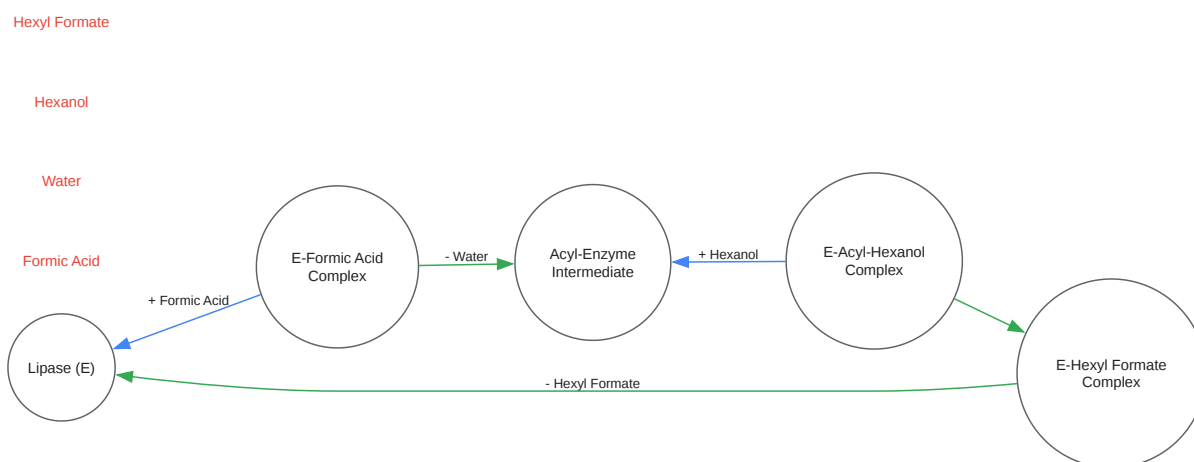 Hexyl Formate
Hexanol
Water
Formic Acid
E-Formic Acid
Complex
- Water
Acyl-Enzyme
Intermediate
+ Hexanol
E-Acyl-Hexanol
Complex
+ Formic Acid
Lipase (E)
- Hexyl Formate
E-Hexyl Formate
Complex